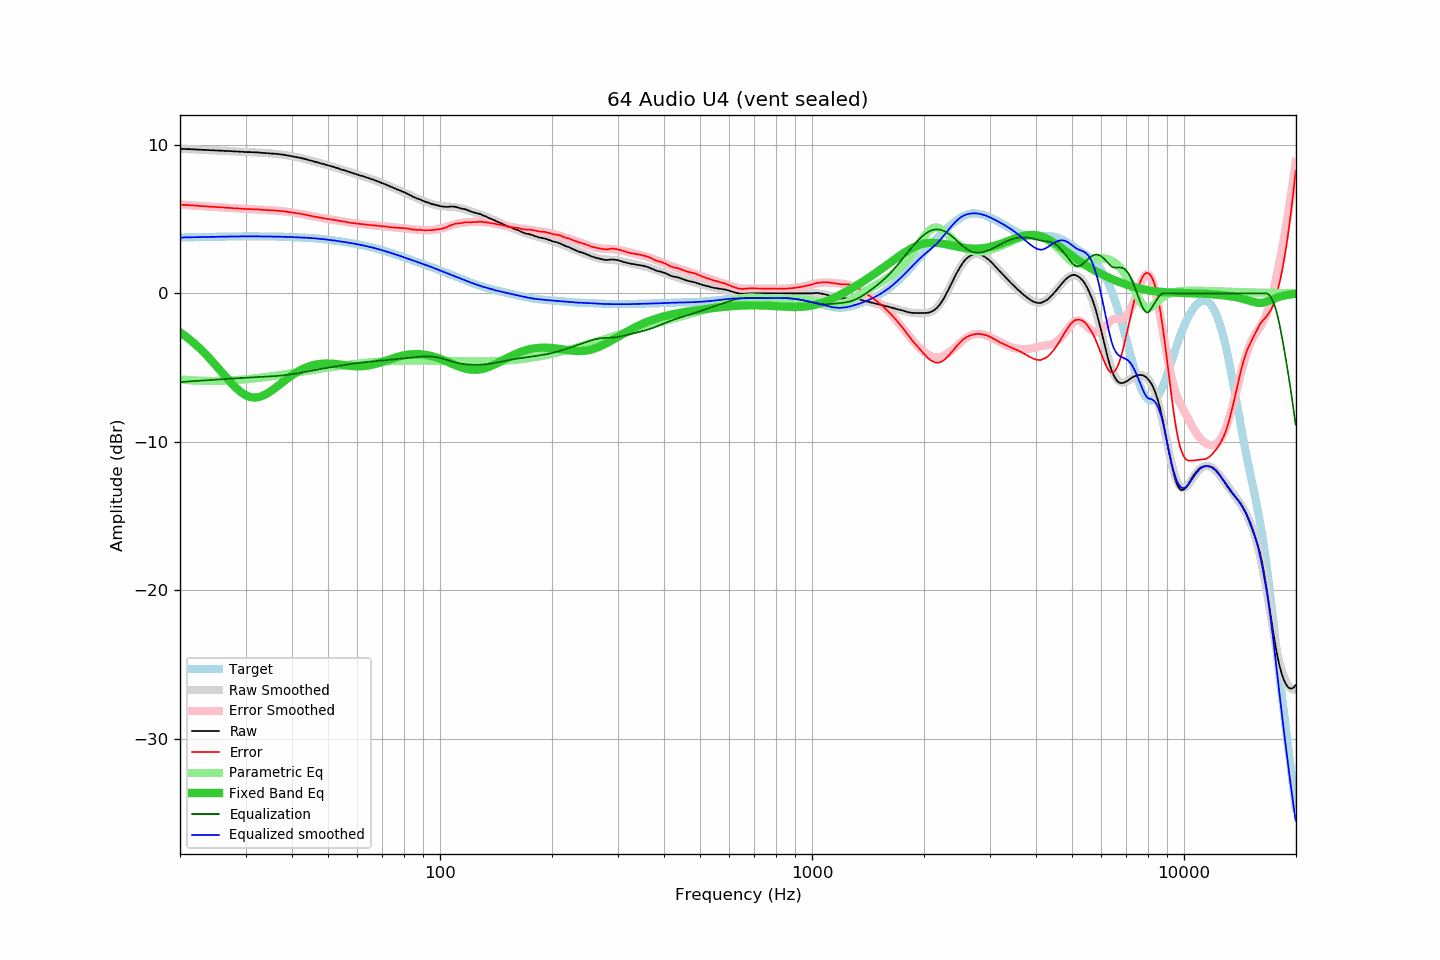 64 Audio U4 (vent sealed)
10
0
−10
−20
−30
Amplitude (dBr)
Target
Raw Smoothed
Error Smoothed
Raw
Error
Parametric Eq
Fixed Band Eq
Equalization
Equalized smoothed
100
1000
10000
Frequency (Hz)